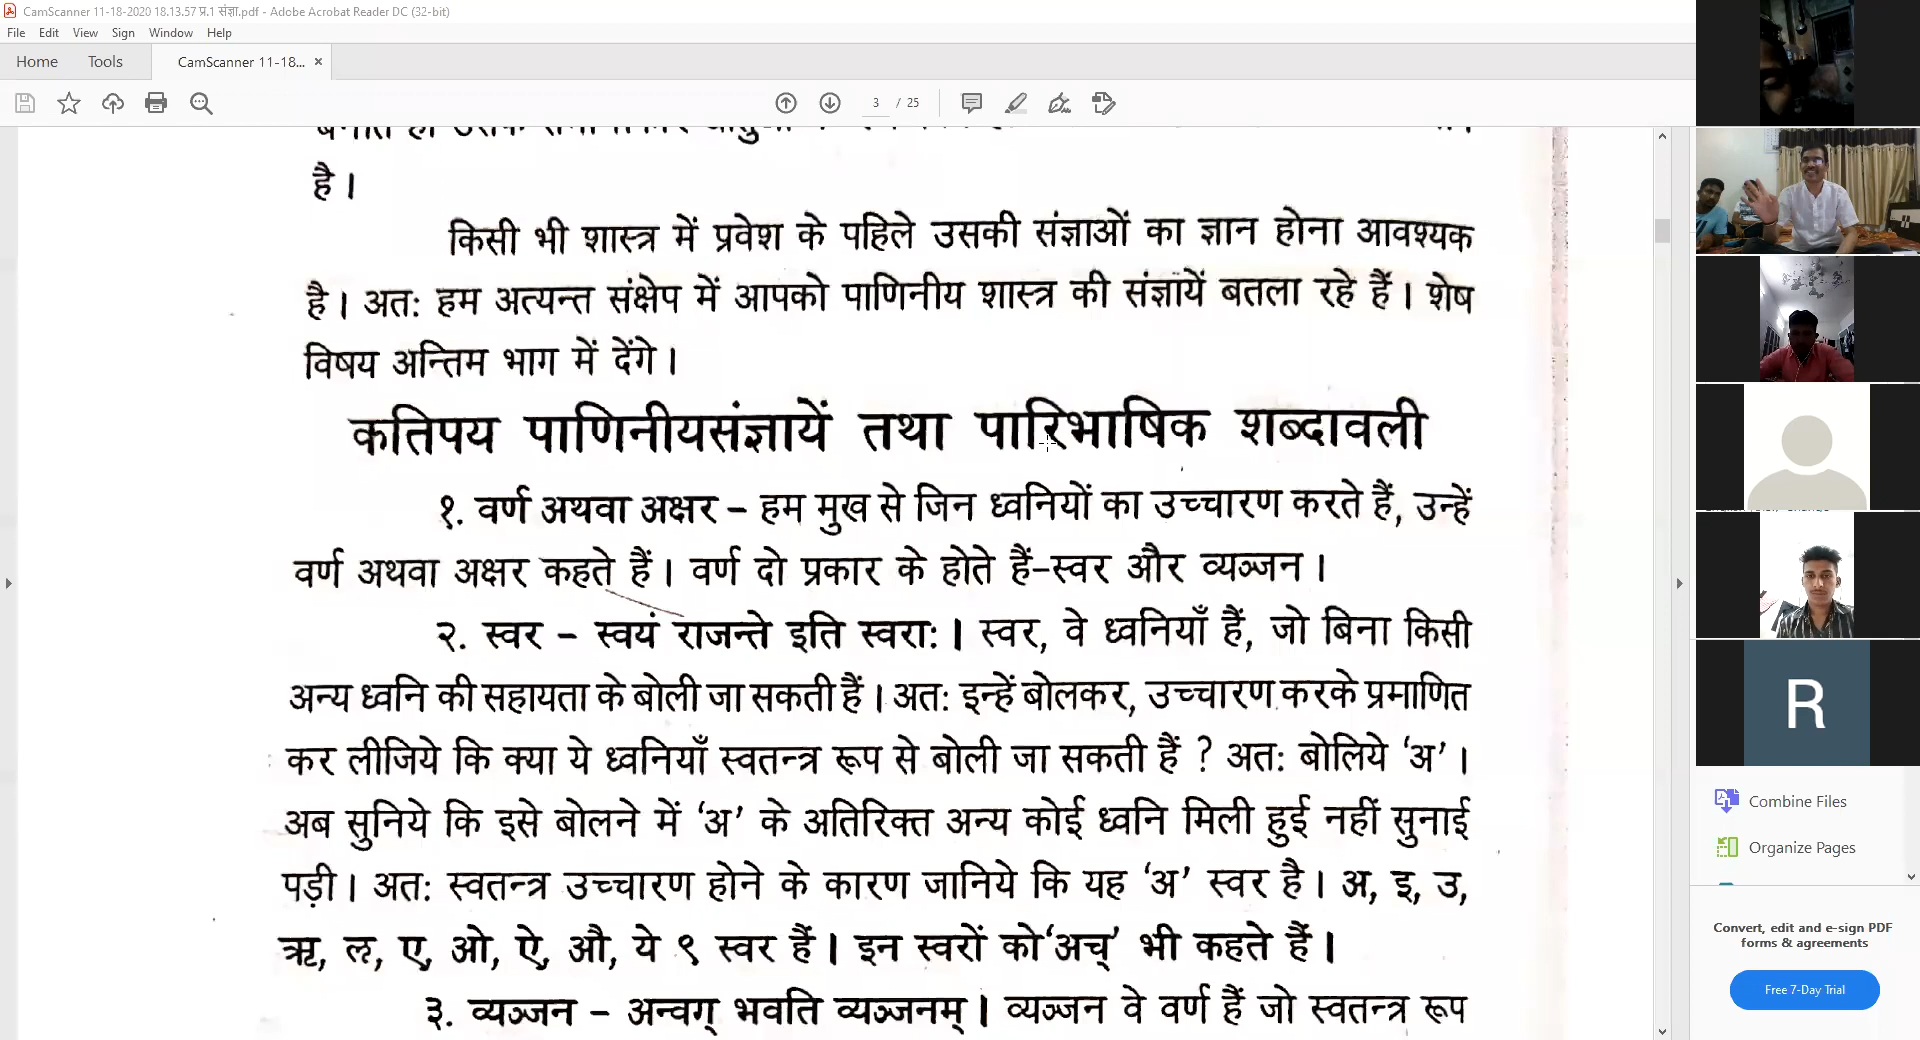 CamScanner 11-18-2020 18.13.57 प्र.1 संज्ञा.pdf - Adobe Acrobat Reader DC (32-bit)
File Edit View Sign Window Help
Home Tools CamScanner 11-18... ×
3 / 25
है ।
किसी भी शास्त्र में प्रवेश के पहिले उसकी संज्ञाओं का ज्ञान होना आवश्यक
है । अतः हम अत्यन्त संक्षेप में आपको पाणिनीय शास्त्र की संज्ञायें बतला रहे हैं । शेष
विषय अन्तिम भाग में देंगे ।
कतिपय पाणिनीयसंज्ञायें तथा पारिभाषिक शब्दावली
१. वर्ण अथवा अक्षर – हम मुख से जिन ध्वनियों का उच्चारण करते हैं, उन्हें
वर्ण अथवा अक्षर कहते हैं । वर्ण दो प्रकार के होते हैं–स्वर और व्यञ्जन ।
२. स्वर – स्वयं राजन्ते इति स्वराः । स्वर, वे ध्वनियाँ हैं, जो बिना किसी
अन्य ध्वनि की सहायता के बोली जा सकती हैं । अतः इन्हें बोलकर, उच्चारण करके प्रमाणित
कर लीजिये कि क्या ये ध्वनियाँ स्वतन्त्र रूप से बोली जा सकती हैं ? अतः बोलिये ‘अ’ ।
अब सुनिये कि इसे बोलने में ‘अ’ के अतिरिक्त अन्य कोई ध्वनि मिली हुई नहीं सुनाई
पड़ी । अतः स्वतन्त्र उच्चारण होने के कारण जानिये कि यह ‘अ’ स्वर है । अ, इ, उ,
ऋ, ऌ, ए, ओ, ऐ, औ, ये ९ स्वर हैं । इन स्वरों को ‘अच्’ भी कहते हैं ।
३. व्यञ्जन – अन्वग् भवति व्यञ्जनम् । व्यञ्जन वे वर्ण हैं जो स्वतन्त्र रूप
R
Combine Files
Organize Pages
Convert, edit and e-sign PDF
forms & agreements
Free 7-Day Trial